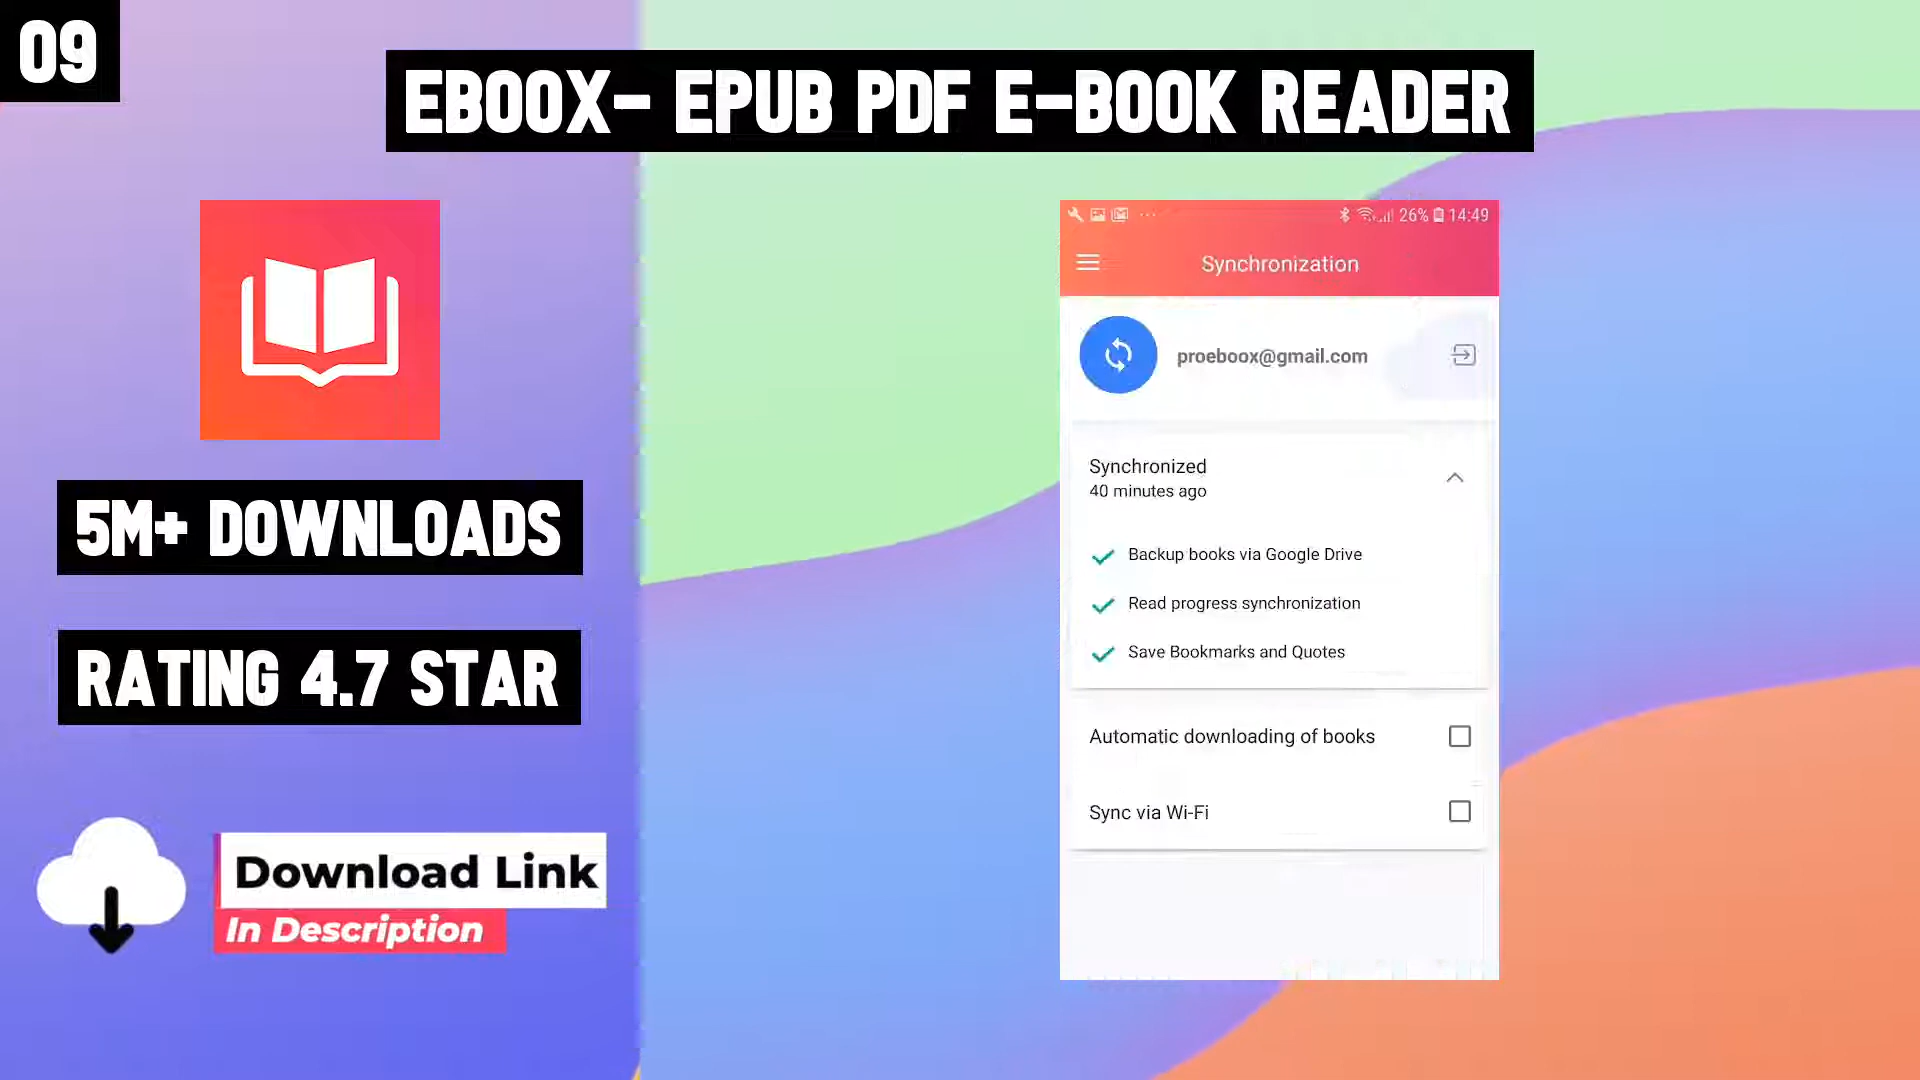 09
EBOOX- EPUB PDF E-BOOK READER
5M+ DOWNLOADS
RATING 4.7 STAR
Download Link
In Description
26% 14:49
Synchronization
proeboox@gmail.com
Synchronized
40 minutes ago
Backup books via Google Drive
Read progress synchronization
Save Bookmarks and Quotes
Automatic downloading of books
Sync via Wi-Fi